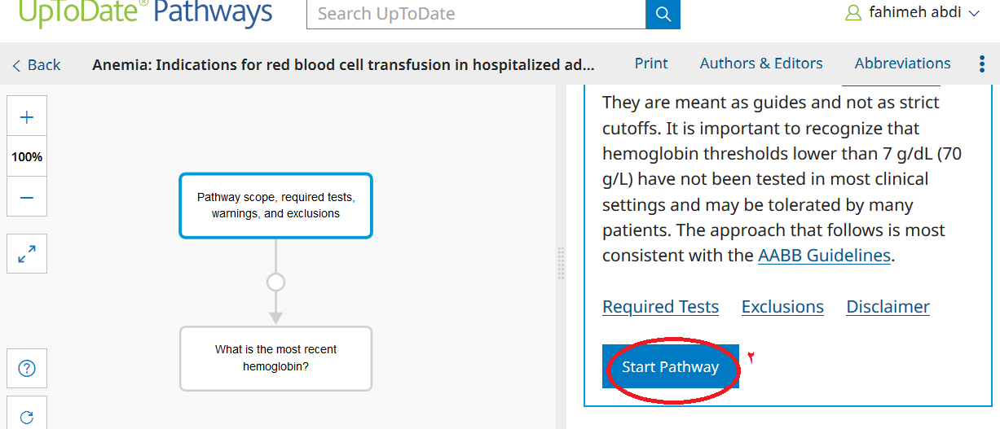 UpToDate® Pathways
Search UpToDate
fahimeh abdi
Back
Anemia: Indications for red blood cell transfusion in hospitalized ad...
Print
Authors & Editors
Abbreviations
100%
Pathway scope, required tests,
warnings, and exclusions
What is the most recent
hemoglobin?
They are meant as guides and not as strict
cutoffs. It is important to recognize that
hemoglobin thresholds lower than 7 g/dL (70
g/L) have not been tested in most clinical
settings and may be tolerated by many
patients. The approach that follows is most
consistent with the AABB Guidelines.
Required Tests
Exclusions
Disclaimer
Start Pathway
۲